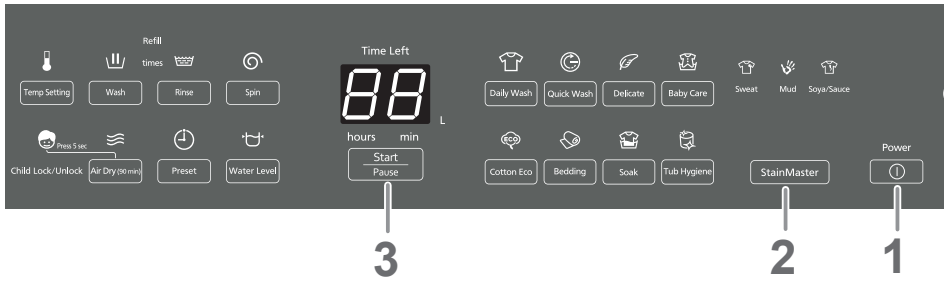 Refill
times
Temp Setting
Wash
Rinse
Spin
Press 5 sec
Child Lock/Unlock
Air Dry (90 min)
Preset
Water Level
Time Left
88
L
hours min
Start
Pause
Daily Wash
Quick Wash
Delicate
Baby Care
ECO
Cotton Eco
Bedding
Soak
Tub Hygiene
Sweat
Mud
Soya/Sauce
StainMaster
Power
3
2
1